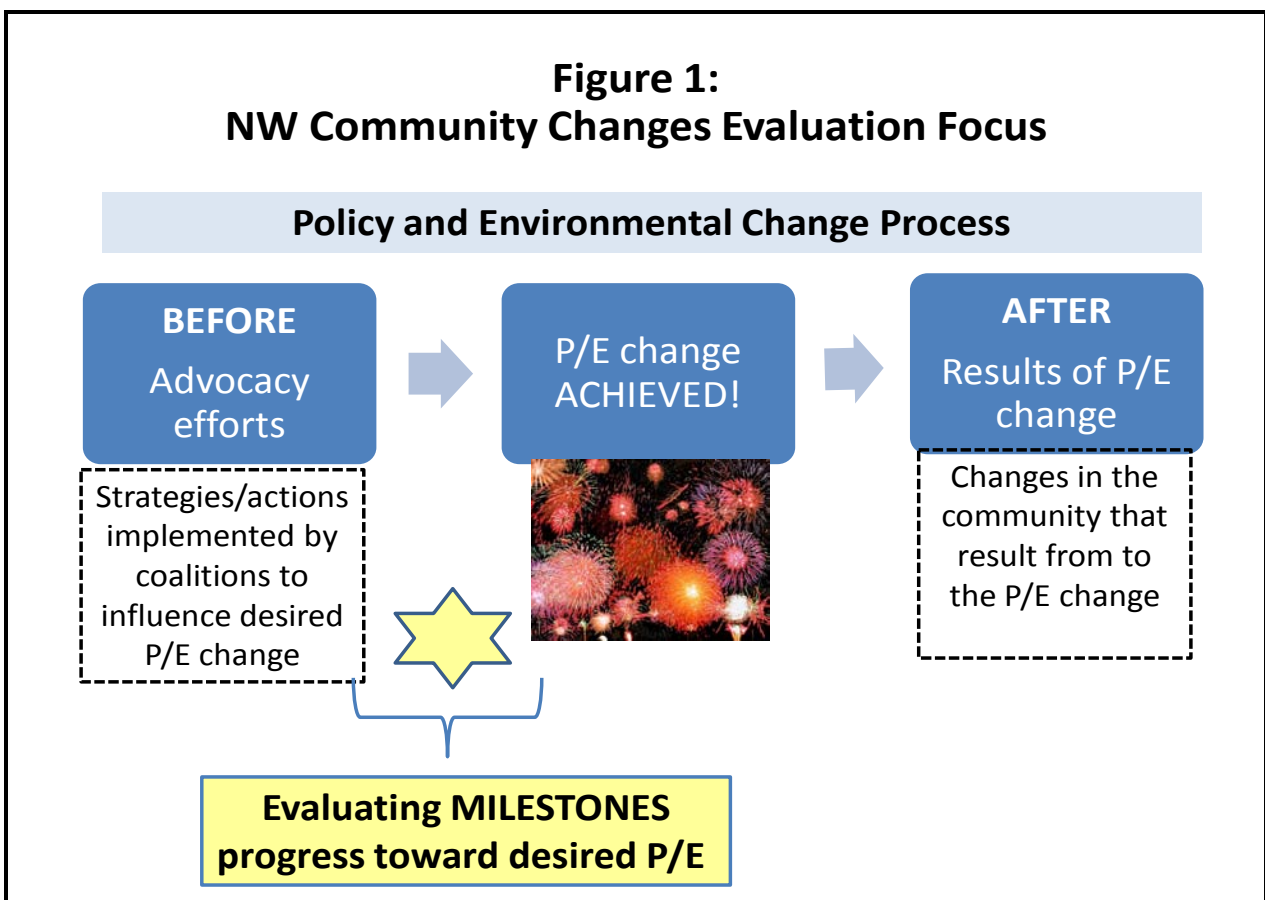 Figure 1:
NW Community Changes Evaluation Focus
Policy and Environmental Change Process
BEFORE
Advocacy
efforts
Strategies/actions
implemented by
coalitions to
influence desired
P/E change
P/E change
ACHIEVED!
AFTER
Results of P/E
change
Changes in the
community that
result from to
the P/E change
Evaluating MILESTONES
progress toward desired P/E